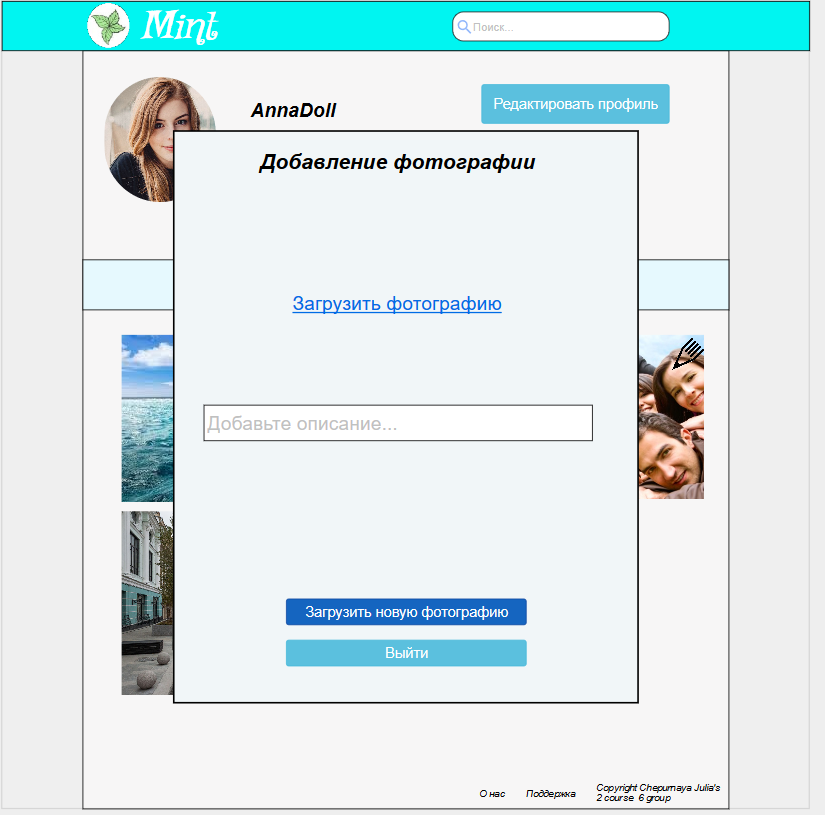 Mint
Поиск...
AnnaDoll
Редактировать профиль
Добавление фотографии
Загрузить фотографию
Добавьте описание...
Загрузить новую фотографию
Выйти
О нас
Поддержка
Copyright Chepurnaya Julia's
2 course 6 group